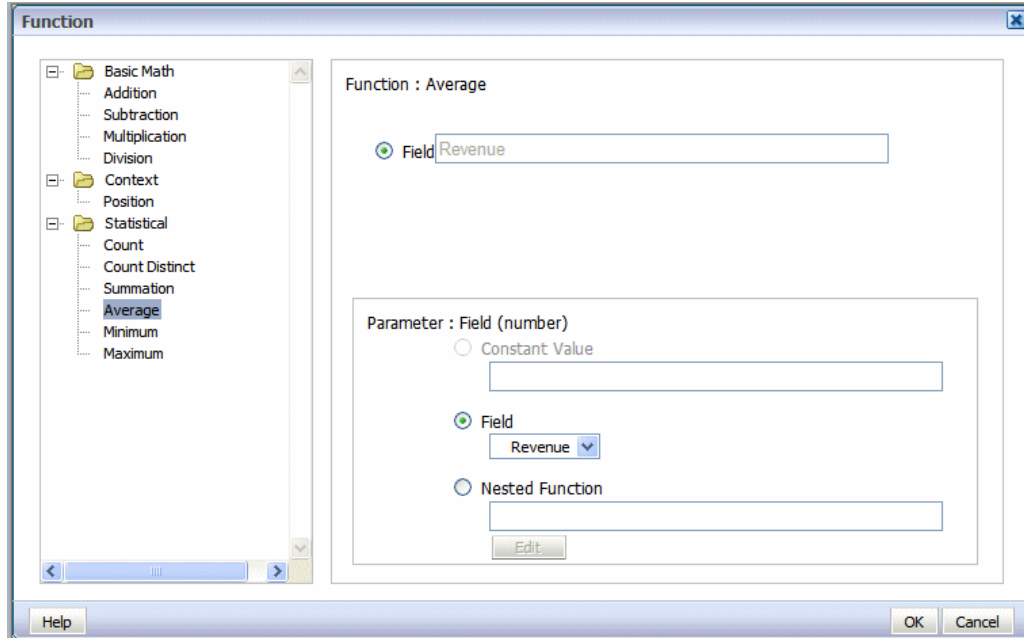 Function
Basic Math
Addition
Subtraction
Multiplication
Division
Context
Position
Statistical
Count
Count Distinct
Summation
Average
Minimum
Maximum
Function : Average
Field Revenue
Parameter : Field (number)
Constant Value
Field
Revenue
Nested Function
Edit
Help OK Cancel